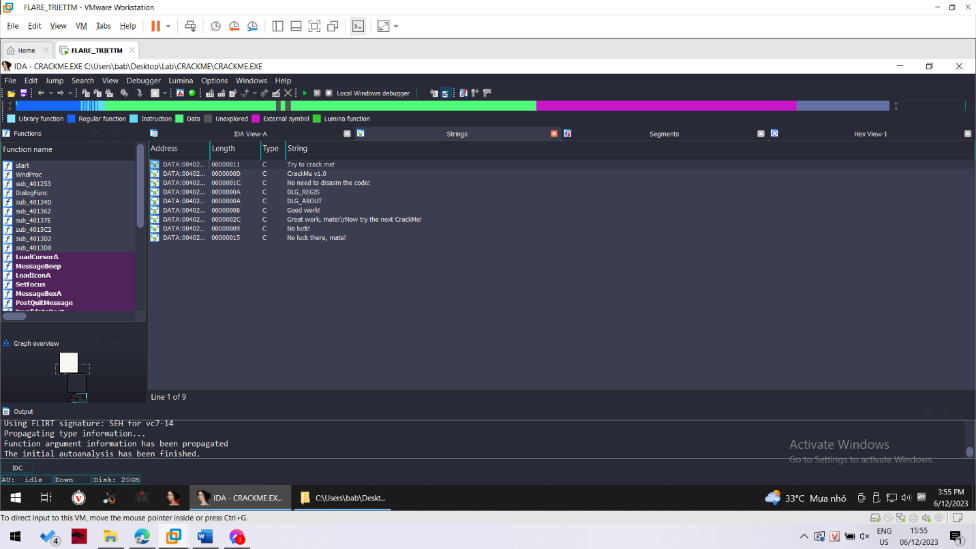 FLARE_TRIETTM - VMware Workstation
File Edit View VM Tabs Help
Home FLARE_TRIETTM
IDA - CRACKME.EXE C:\Users\bab\Desktop\Lab\CRACKME\CRACKME.EXE
File Edit Jump Search View Debugger Lumina Options Windows Help
Local Windows debugger
Library function Regular function Instruction Data Unexplored External symbol Lumina function
Functions IDA View-A Strings Segments Hex View-1
Function name Address Length Type String
start
WndProc
sub_401253
DialogFunc
sub_40134D
sub_401362
sub_40137E
sub_4013C2
sub_4013D2
sub_4013D8
LoadCursorA
MessageBeep
LoadIconA
SetFocus
MessageBoxA
PostQuitMessage
DATA:00402... 00000011 C Try to crack me!
DATA:00402... 0000000D C CrackMe v1.0
DATA:00402... 0000001C C No need to disasm the code!
DATA:00402... 0000000A C DLG_REGIS
DATA:00402... 0000000A C DLG_ABOUT
DATA:00402... 0000000B C Good work!
DATA:00402... 0000002C C Great work, mate!\rNow try the next CrackMe!
DATA:00402... 00000009 C No luck!
DATA:00402... 00000015 C No luck there, mate!
Graph overview
Line 1 of 9
Output
Using FLIRT signature: SEH for vc7-14
Propagating type information...
Function argument information has been propagated
The initial autoanalysis has been finished.
IDC
AU: idle Down Disk: 20GB
Activate Windows
Go to Settings to activate Windows.
IDA - CRACKME.EX... C:\Users\bab\Deskt... 33°C Mưa nhỏ 3:55 PM
6/12/2023
To direct input to this VM, move the mouse pointer inside or press Ctrl+G.
4 3 ENG 15:55
US 06/12/2023 1